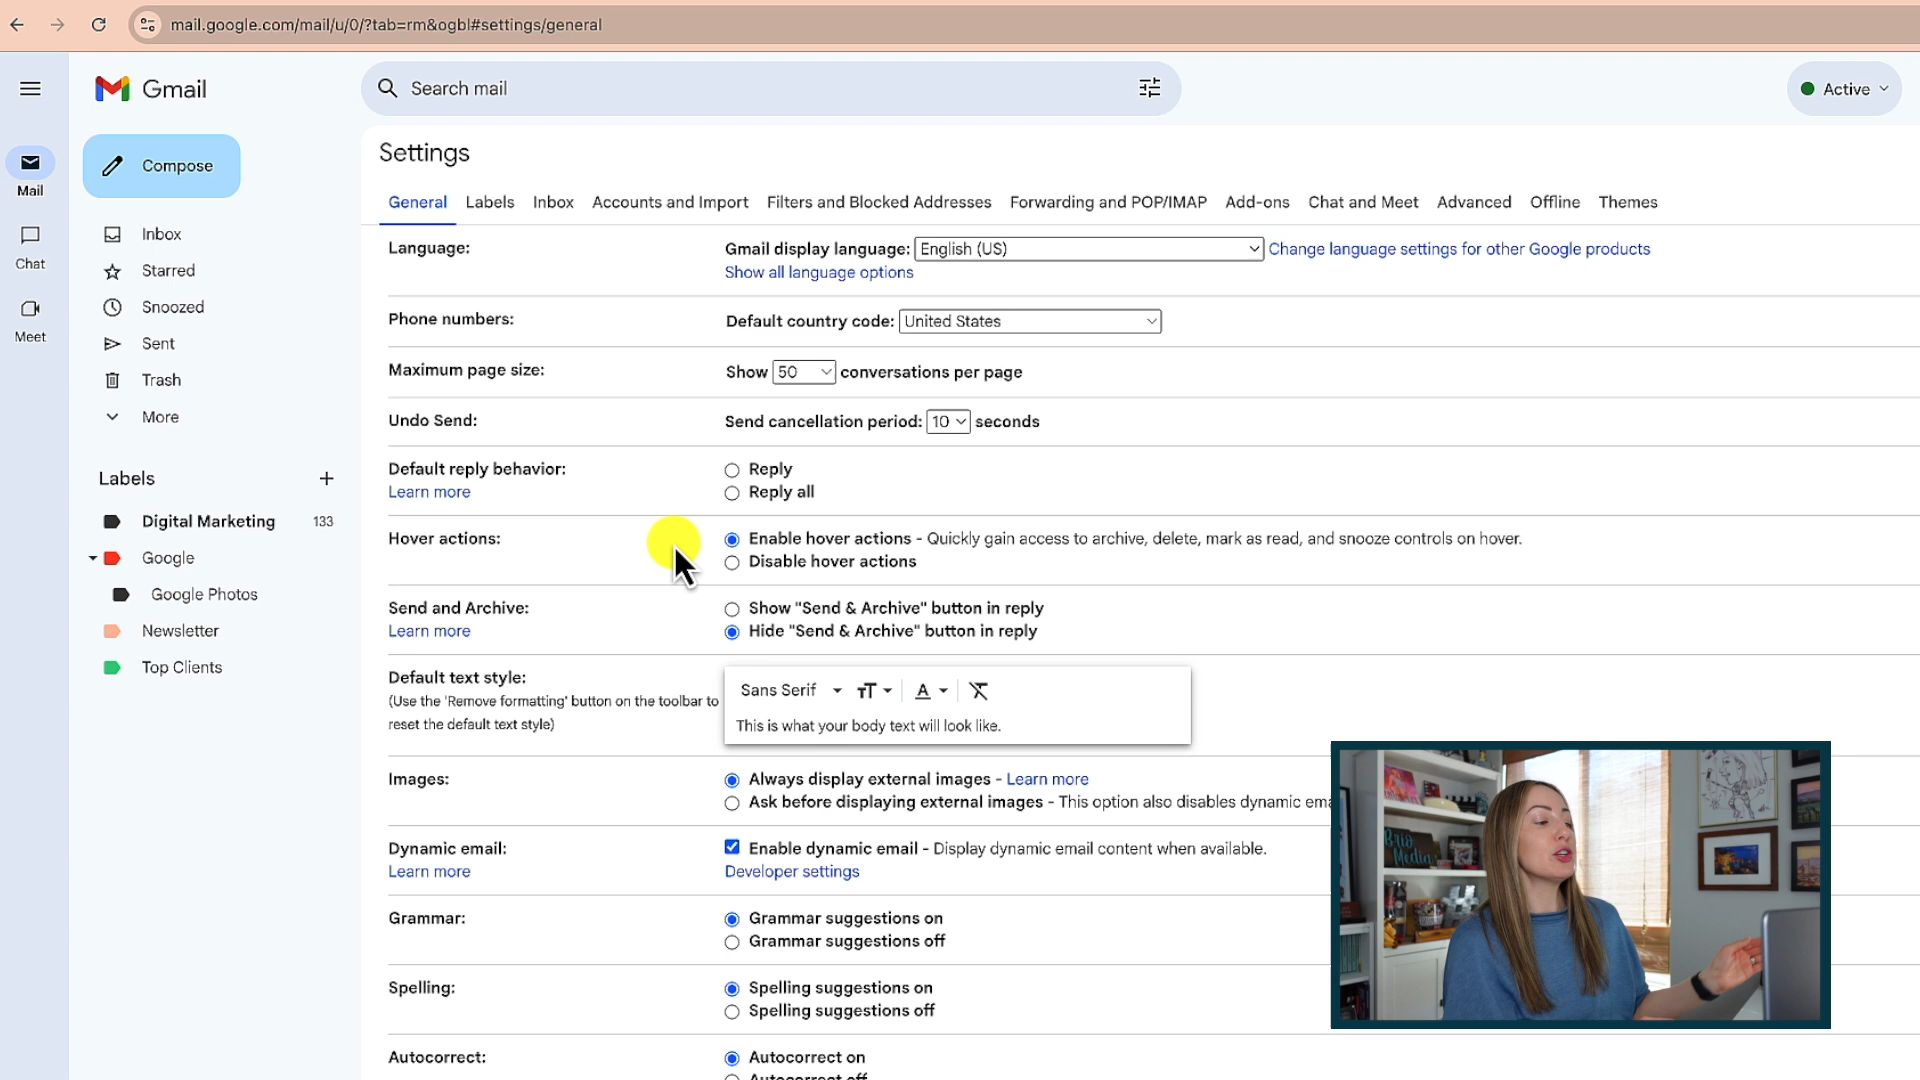 mail.google.com/mail/u/0/?tab=rm&ogbl#settings/general
Gmail
Search mail
Active
Compose
Mail
Chat
Meet
Inbox
Starred
Snoozed
Sent
Trash
More
Labels
Digital Marketing 133
Google
Google Photos
Newsletter
Top Clients
Settings
General Labels Inbox Accounts and Import Filters and Blocked Addresses Forwarding and POP/IMAP Add-ons Chat and Meet Advanced Offline Themes
Language: Gmail display language: English (US) Change language settings for other Google products
Show all language options
Phone numbers: Default country code: United States
Maximum page size: Show 50 conversations per page
Undo Send: Send cancellation period: 10 seconds
Default reply behavior: Reply
Learn more Reply all
Hover actions: Enable hover actions - Quickly gain access to archive, delete, mark as read, and snooze controls on hover.
Disable hover actions
Send and Archive: Show "Send & Archive" button in reply
Learn more Hide "Send & Archive" button in reply
Default text style: Sans Serif
(Use the 'Remove formatting' button on the toolbar to
reset the default text style) This is what your body text will look like.
Images: Always display external images - Learn more
Ask before displaying external images - This option also disables dynamic ema
Dynamic email: Enable dynamic email - Display dynamic email content when available.
Learn more Developer settings
Grammar: Grammar suggestions on
Grammar suggestions off
Spelling: Spelling suggestions on
Spelling suggestions off
Autocorrect: Autocorrect on
Autocorrect off
Brio
Media